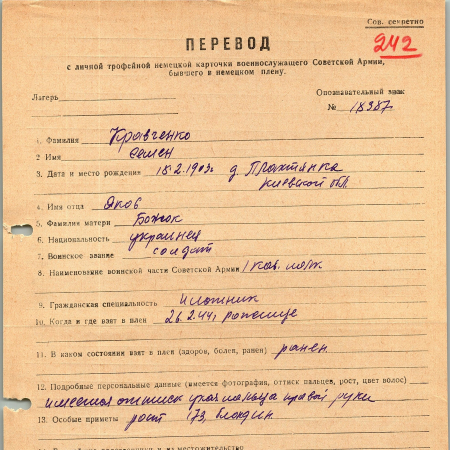 Сов. секретно
242
ПЕРЕВОД
с личной трофейной немецкой карточки военнослужащего Советской Армии,
бывшего в немецком плену.
Лагерь
Опознавательный знак
№ 18387
1. Фамилия Кравченко
2 Имя Семен
3. Дата и место рождения 15.2.1903г д.
Киевской обл.
4. Имя отца Яков
5. Фамилия матери Божок
6. Национальность украинец
7. Воинское звание солдат
8. Наименование воинской части Советской Армии 1 кав. полк
9. Гражданская специальность плотник
10. Когда и где взят в плен 26.2.44,
11. В каком состоянии взят в плен (здоров, болен, ранен) ранен
12. Подробные персональные данные (имеется фотография, оттиск пальцев, рост, цвет волос)
имеется оттиск указ пальца правой руки
13. Особые приметы рост 173, блондин.